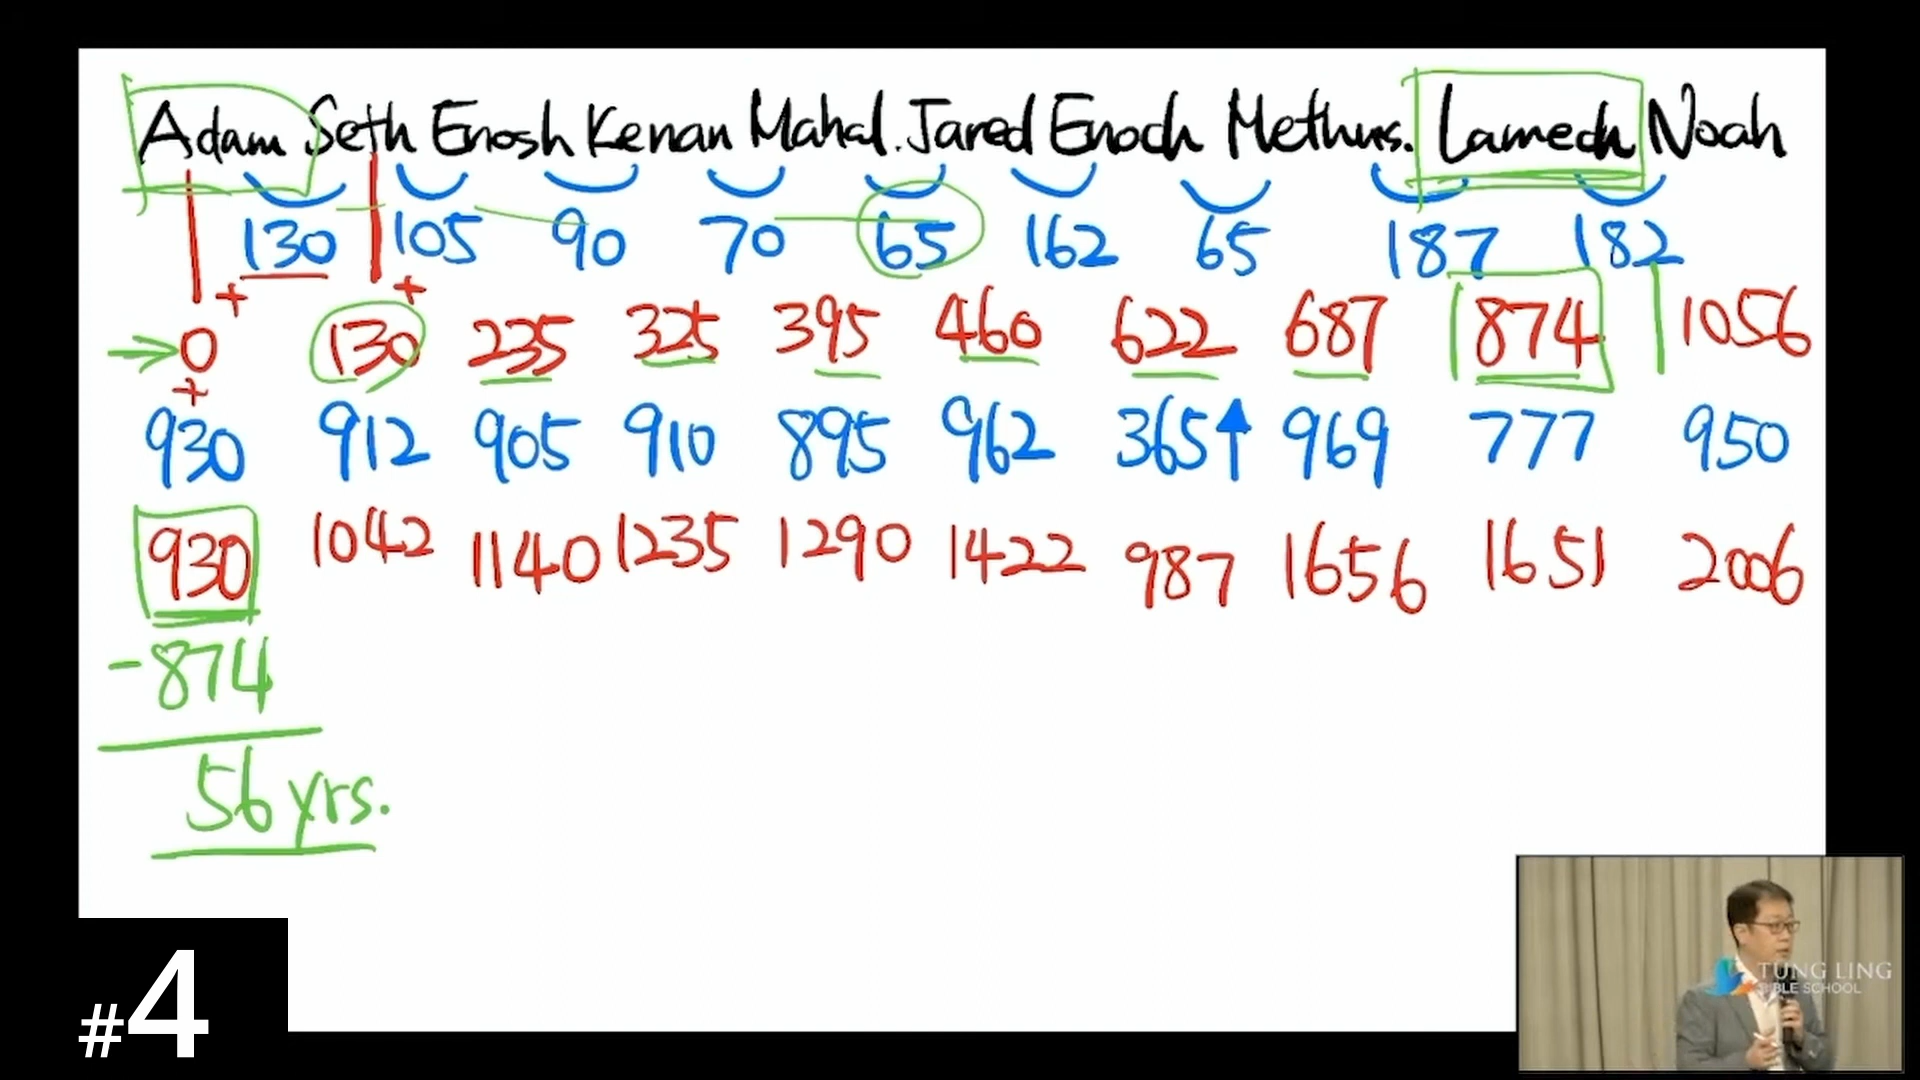 Adam Seth Enosh Kenan Mahal. Jared Enoch Methus. Lamech Noah
130 105 90 70 65 162 65 187 182
+ +
→ 0 130 235 325 395 460 622 687 874 1056
+
930 912 905 910 895 962 365↑ 969 777 950
930 1042 1140 1235 1290 1422 987 1656 1651 2006
-874
56 yrs.
#4
TUNG LING
BIBLE SCHOOL